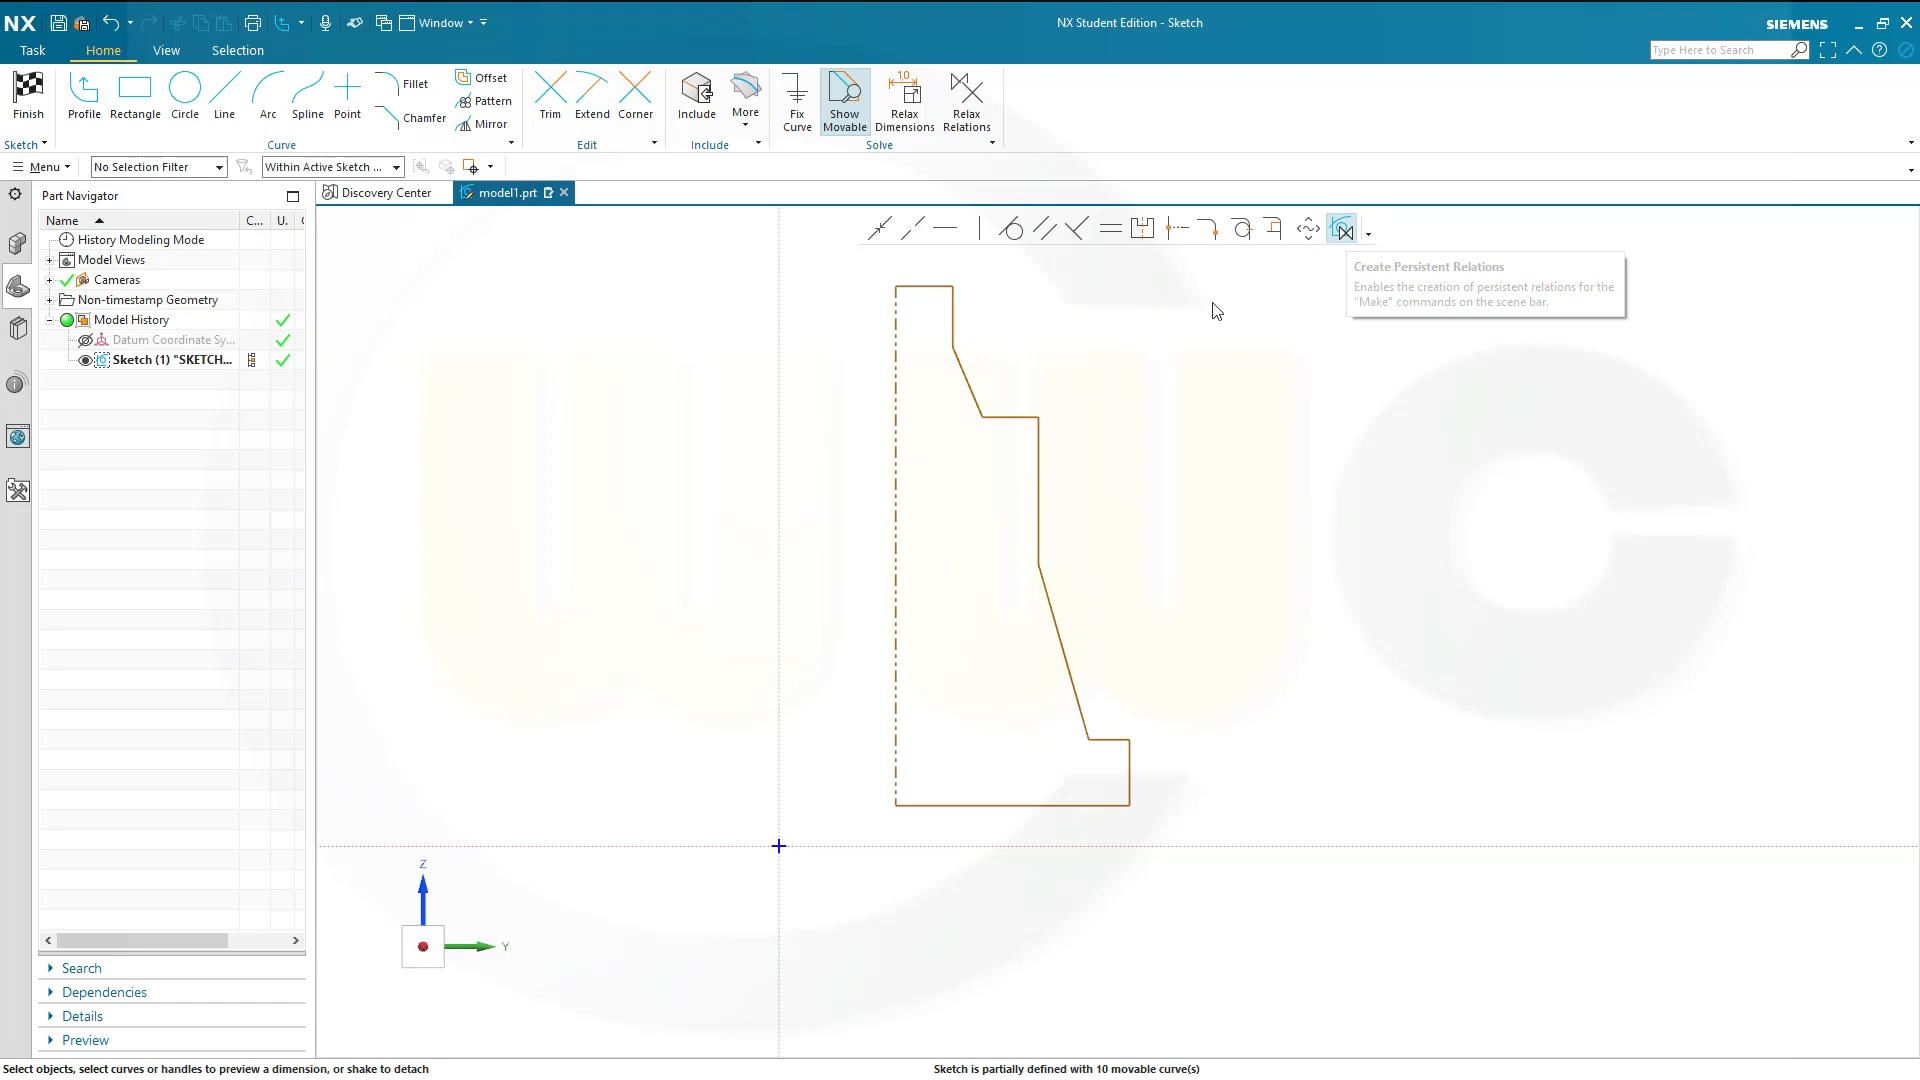 NX
Window
NX Student Edition - Sketch
SIEMENS
Task
Home
View
Selection
Type Here to Search
Finish
Profile
Rectangle
Circle
Line
Arc
Spline
Point
Fillet
Chamfer
Offset
Pattern
Mirror
Trim
Extend
Corner
Include
More
Fix
Curve
Show
Movable
1,0
Relax
Dimensions
Relax
Relations
Sketch
Curve
Edit
Include
Solve
Menu
No Selection Filter
Within Active Sketch ...
Part Navigator
Discovery Center
model1.prt
Name
C...
U.
History Modeling Mode
Model Views
Cameras
Non-timestamp Geometry
Model History
Datum Coordinate Sy...
Sketch (1) "SKETCH...
Create Persistent Relations
Enables the creation of persistent relations for the
"Make" commands on the scene bar.
Z
Y
Search
Dependencies
Details
Preview
Select objects, select curves or handles to preview a dimension, or shake to detach
Sketch is partially defined with 10 movable curve(s)